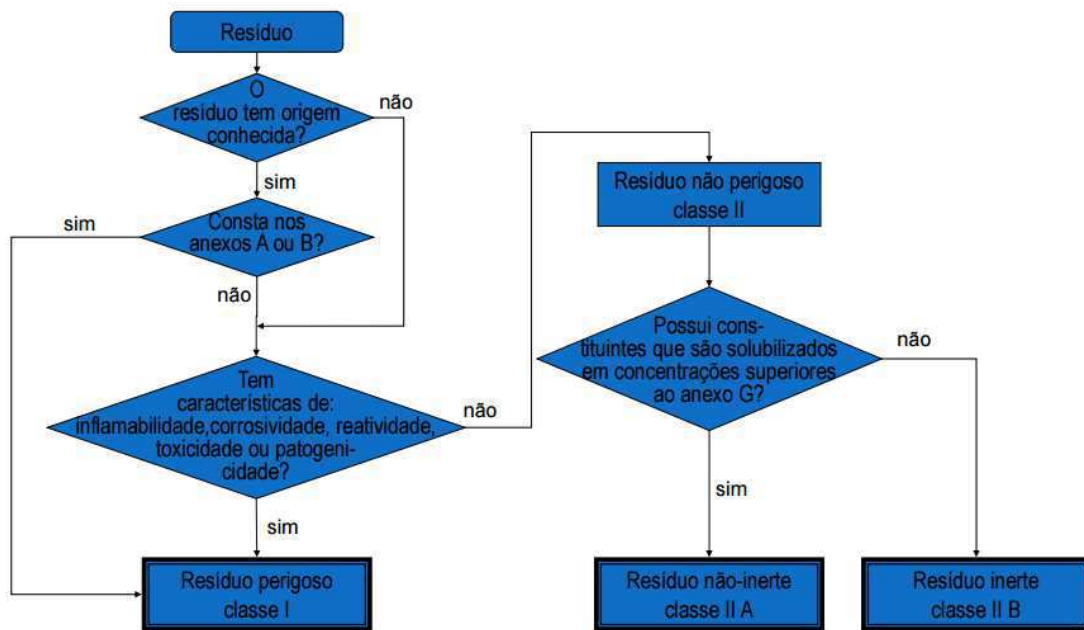 Resíduo
O
resíduo tem origem
conhecida?
não
sim
Consta nos
anexos A ou B?
sim
não
Tem
características de:
inflamabilidade,corrosividade, reatividade,
toxicidade ou patogeni-
cidade?
não
sim
Resíduo perigoso
classe I
Resíduo não perigoso
classe II
Possui cons-
tituintes que são solubilizados
em concentrações superiores
ao anexo G?
não
sim
Resíduo não-inerte
classe II A
Resíduo inerte
classe II B